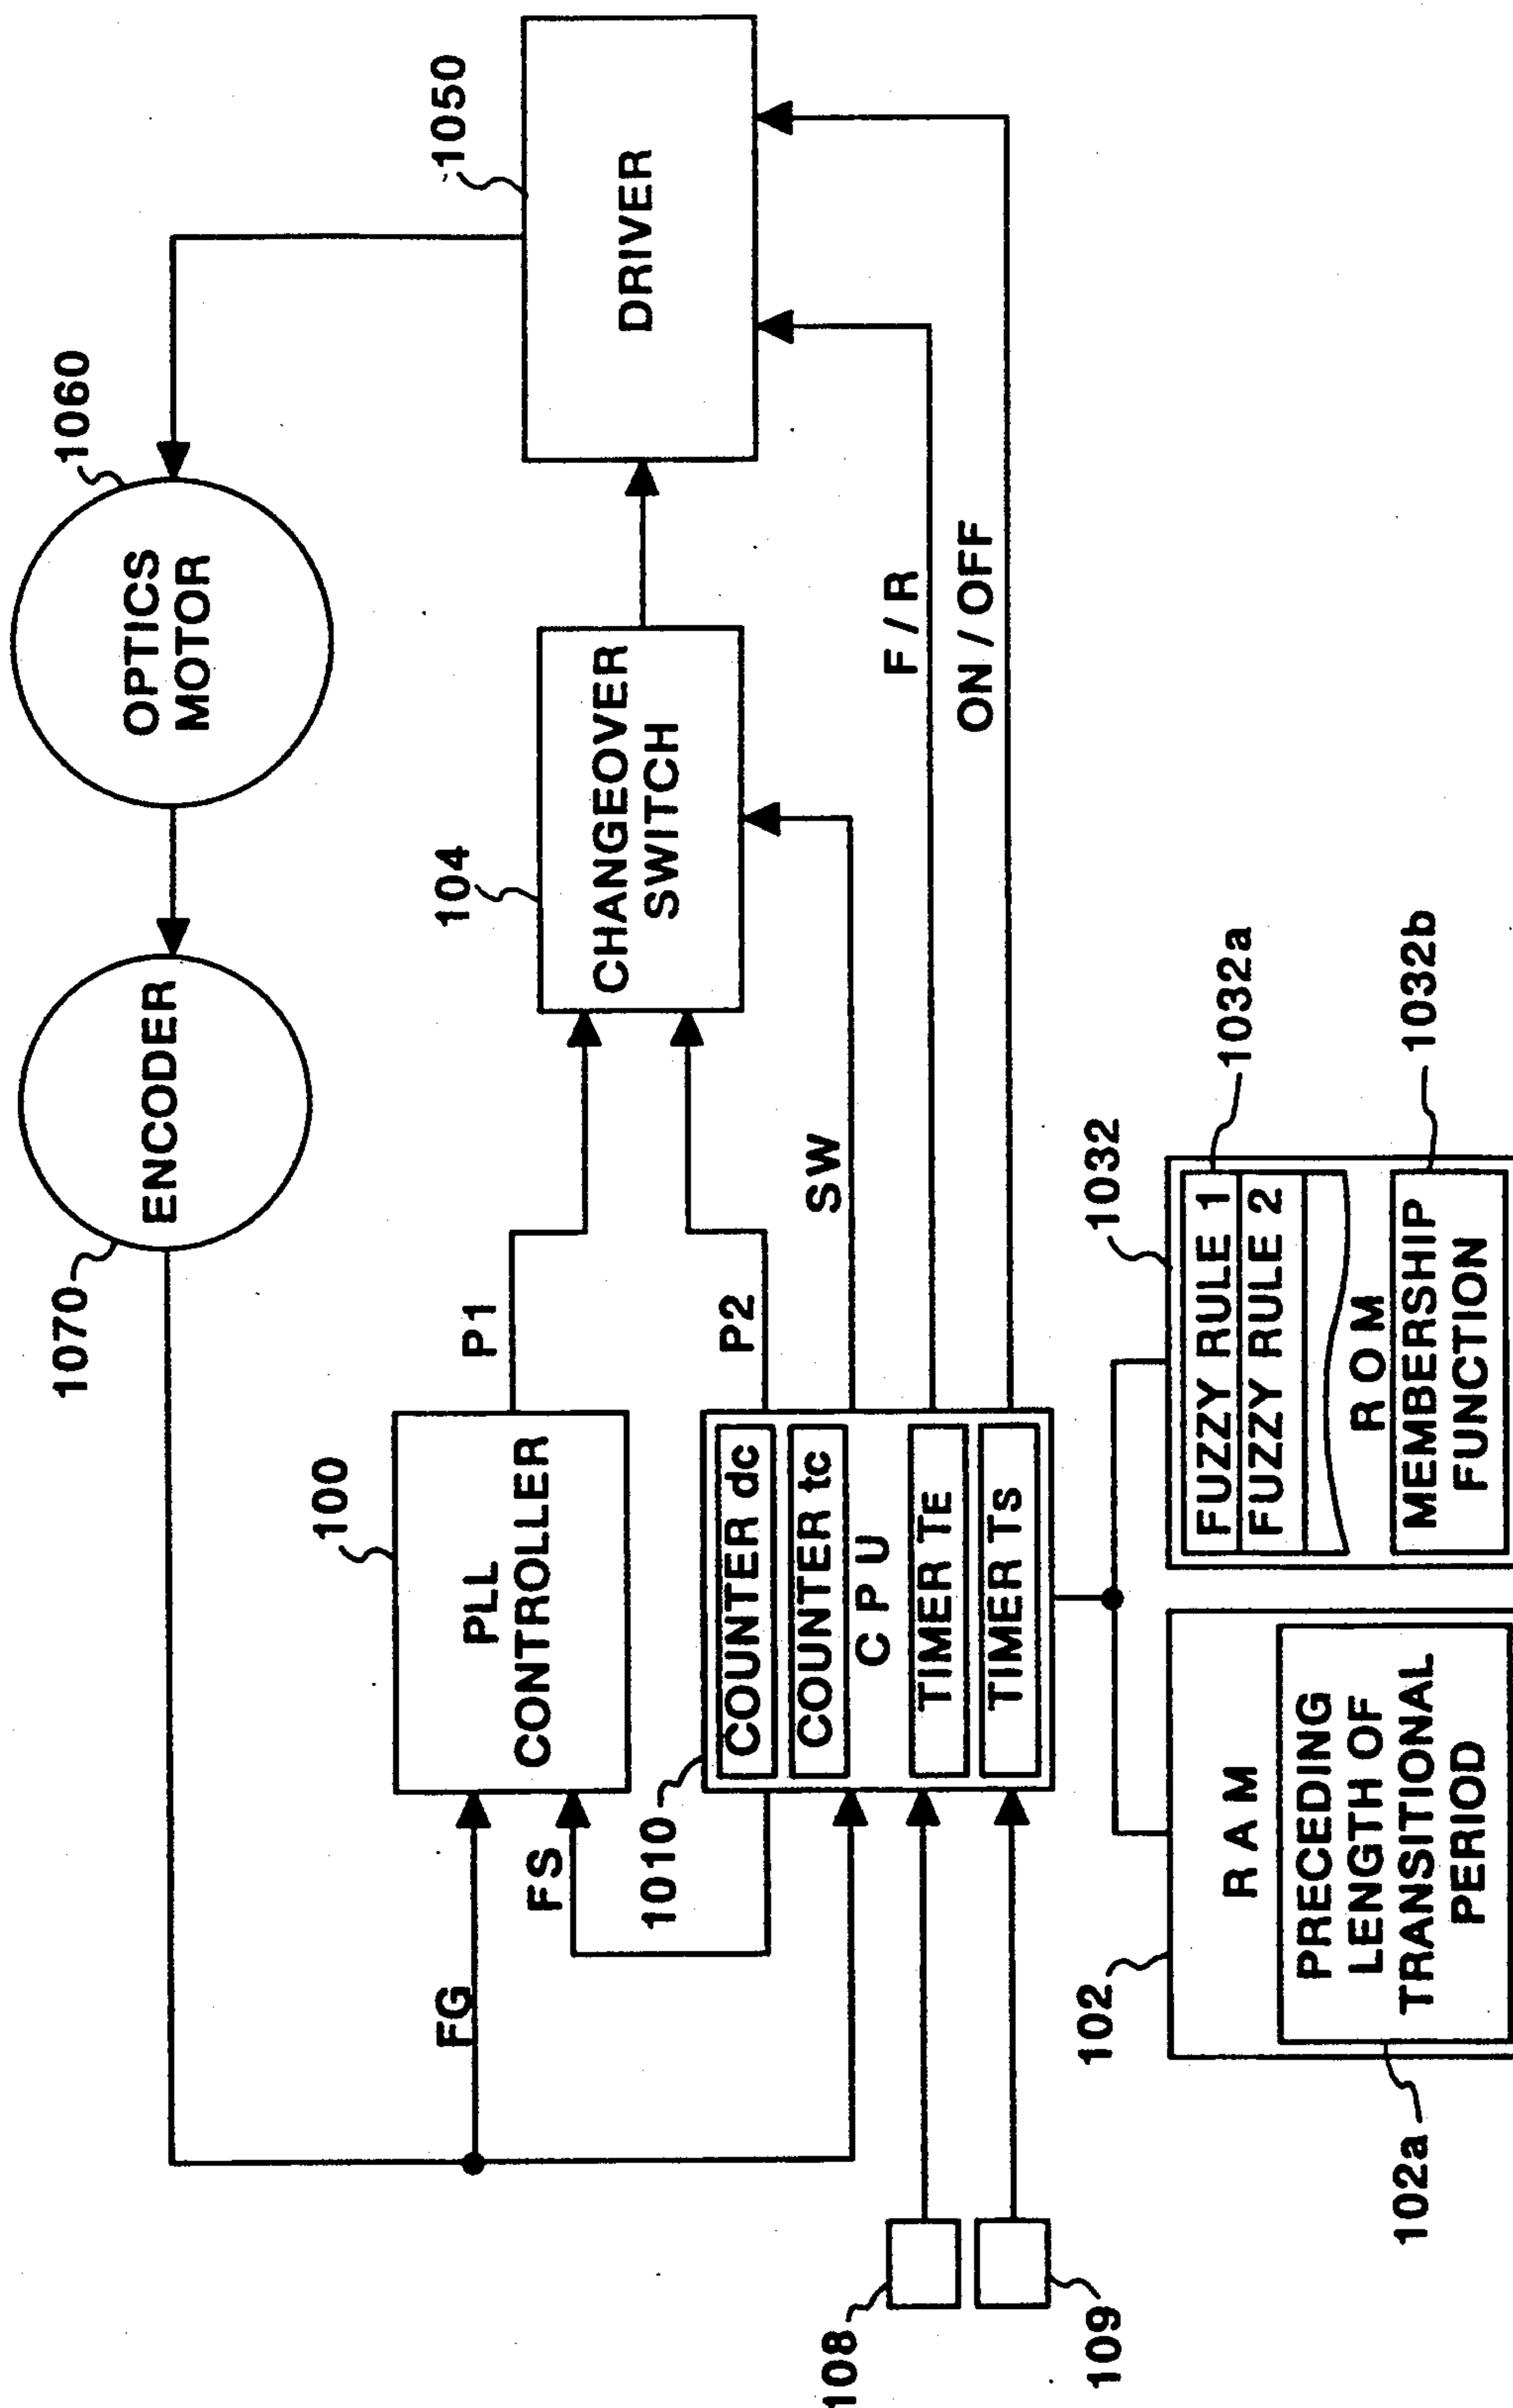 1070
ENCODER
1060
OPTICS
MOTOR
1050
DRIVER
104
CHANGEOVER
SWITCH
100
PLL
CONTROLLER
P1
P2
SW
F / R
ON / OFF
FG
FS
1010
COUNTER dc
COUNTER tc
C P U
TIMER TE
TIMER TS
108
109
102
R A M
PRECEDING
LENGTH OF
TRANSITIONAL
PERIOD
102a
1032
FUZZY RULE 1
FUZZY RULE 2
R O M
MEMBERSHIP
FUNCTION
1032a
1032b